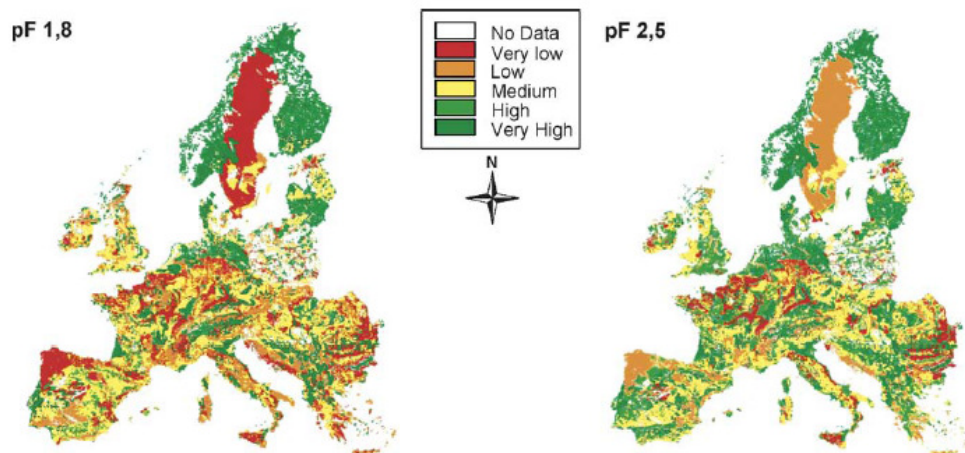 pF 1,8
No Data
Very low
Low
Medium
High
Very High
N
pF 2,5